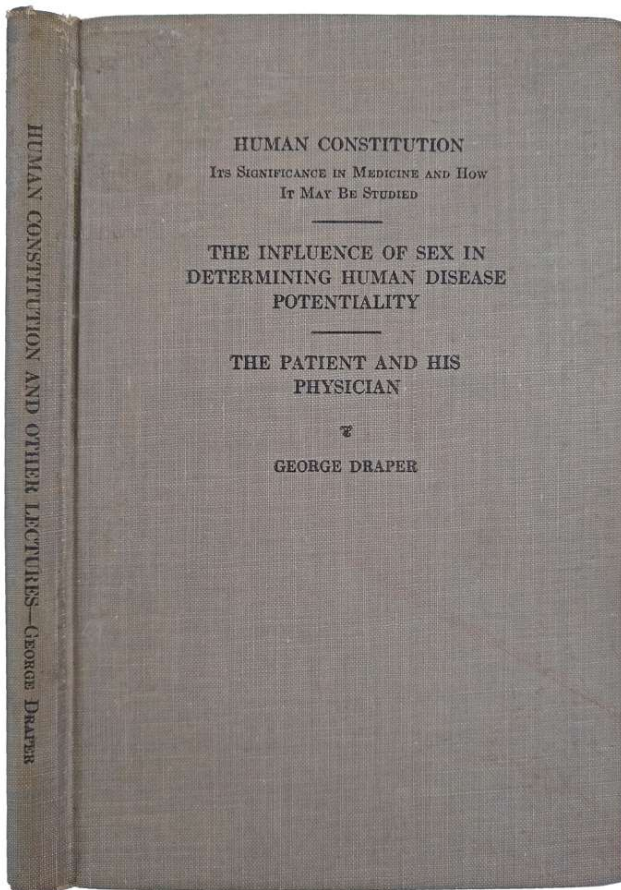 HUMAN CONSTITUTION AND OTHER LECTURES—GEORGE DRAPER
HUMAN CONSTITUTION
ITS SIGNIFICANCE IN MEDICINE AND HOW
IT MAY BE STUDIED
THE INFLUENCE OF SEX IN
DETERMINING HUMAN DISEASE
POTENTIALITY
THE PATIENT AND HIS
PHYSICIAN
GEORGE DRAPER